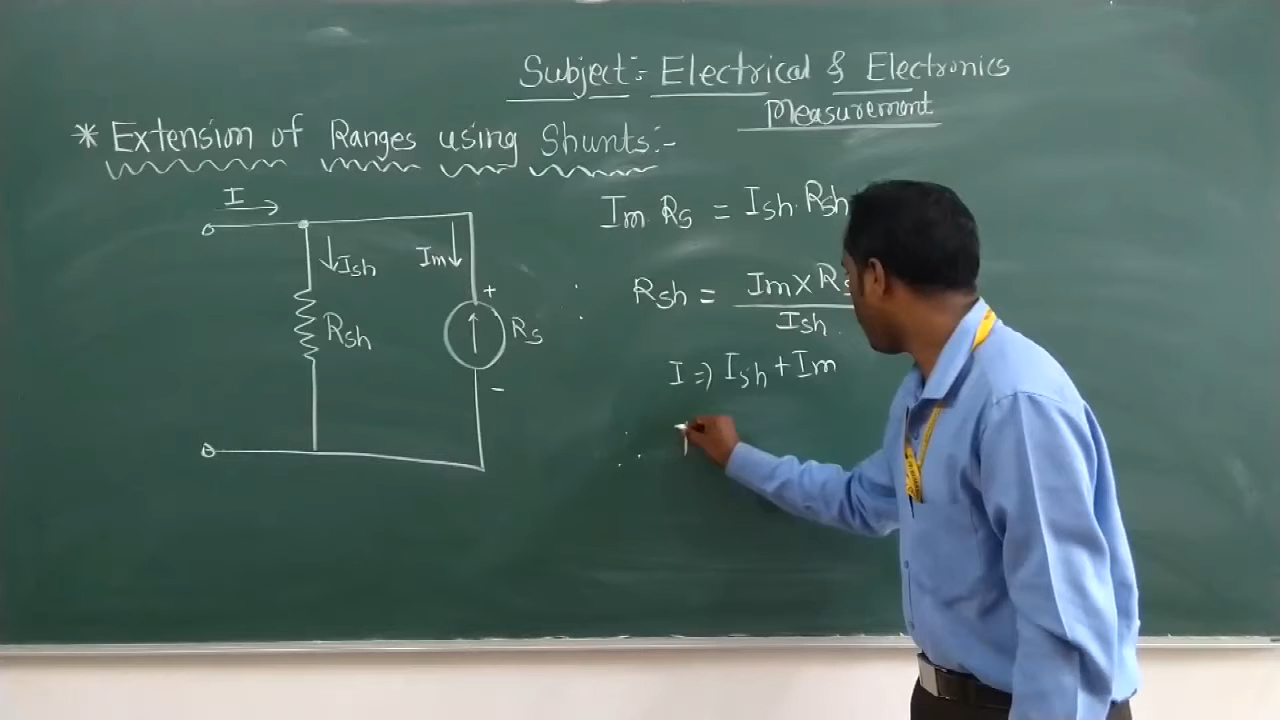 Subject:- Electrical & Electronics
Measurement
* Extension of Ranges using Shunts:-
I
Ish
Im
+
Rsh
Rs
-
Im. Rs = Ish. Rsh
∴ Rsh = Im x Rs
Ish.
I => Ish + Im
∴